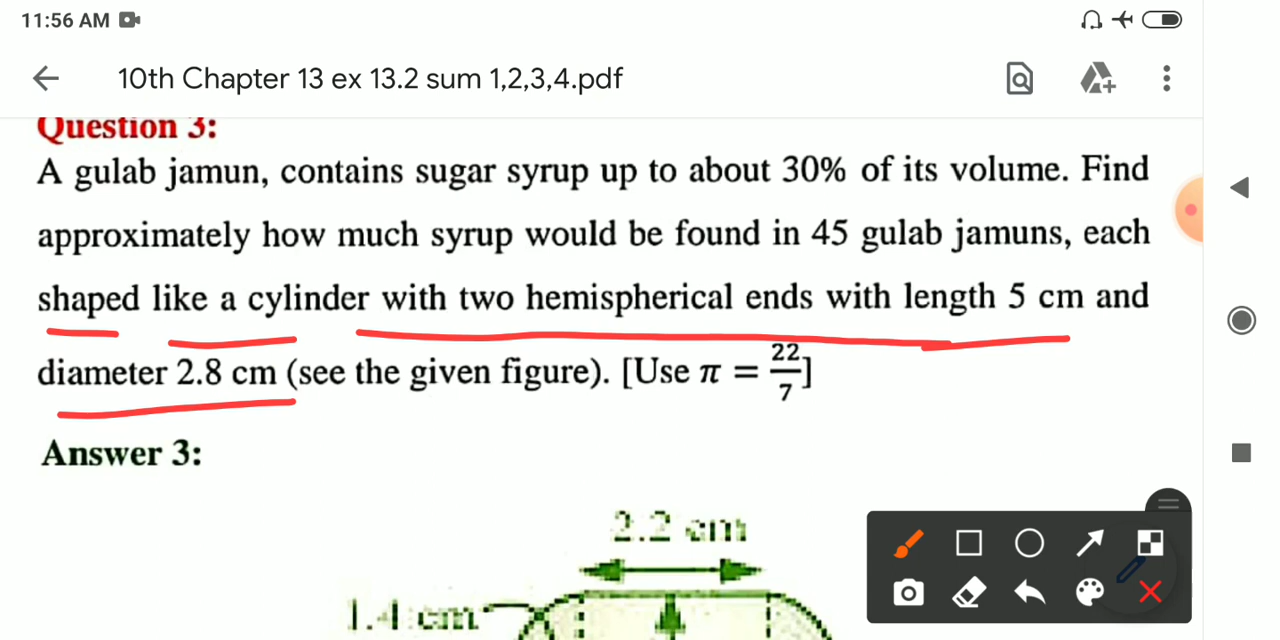 11:56 AM
10th Chapter 13 ex 13.2 sum 1,2,3,4.pdf
Question 3:
A gulab jamun, contains sugar syrup up to about 30% of its volume. Find
approximately how much syrup would be found in 45 gulab jamuns, each
shaped like a cylinder with two hemispherical ends with length 5 cm and
diameter 2.8 cm (see the given figure). [Use π = 22/7]
Answer 3:
2.2 cm
1.4 cm